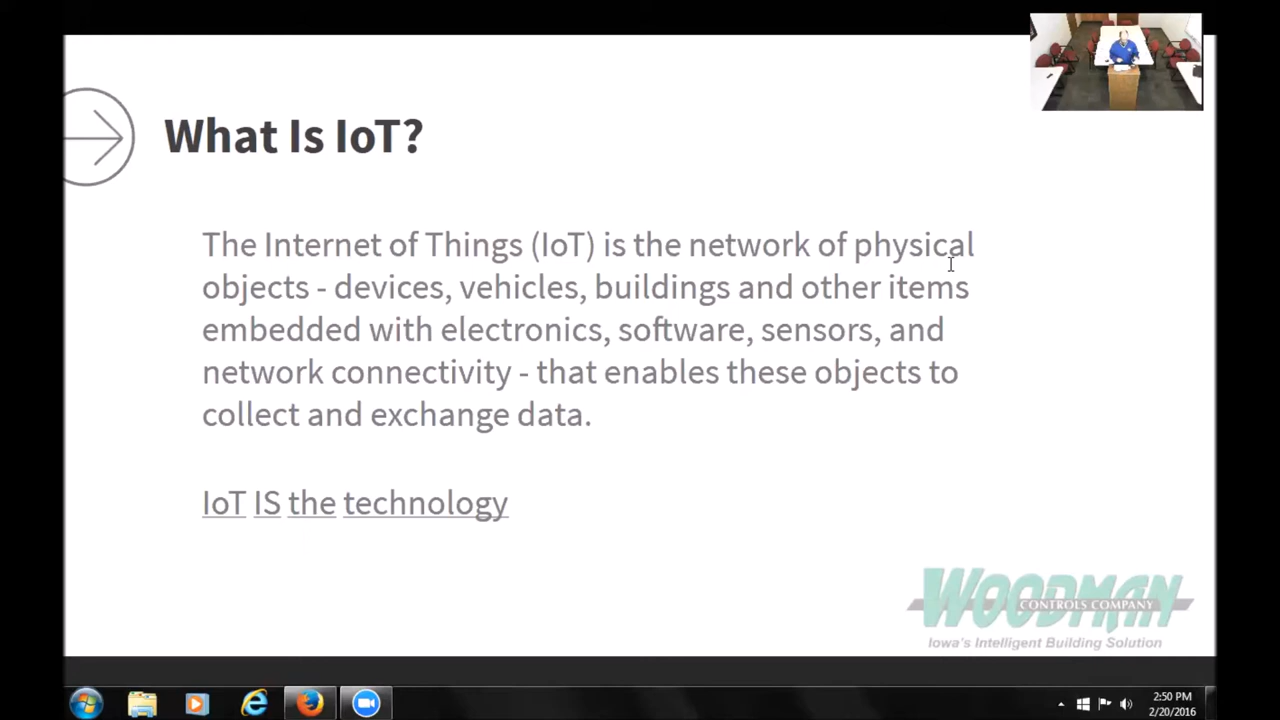 What Is IoT?
The Internet of Things (IoT) is the network of physical
objects - devices, vehicles, buildings and other items
embedded with electronics, software, sensors, and
network connectivity - that enables these objects to
collect and exchange data.
IoT IS the technology
WOODMAN
CONTROLS COMPANY
Iowa's Intelligent Building Solution
2:50 PM
2/20/2016